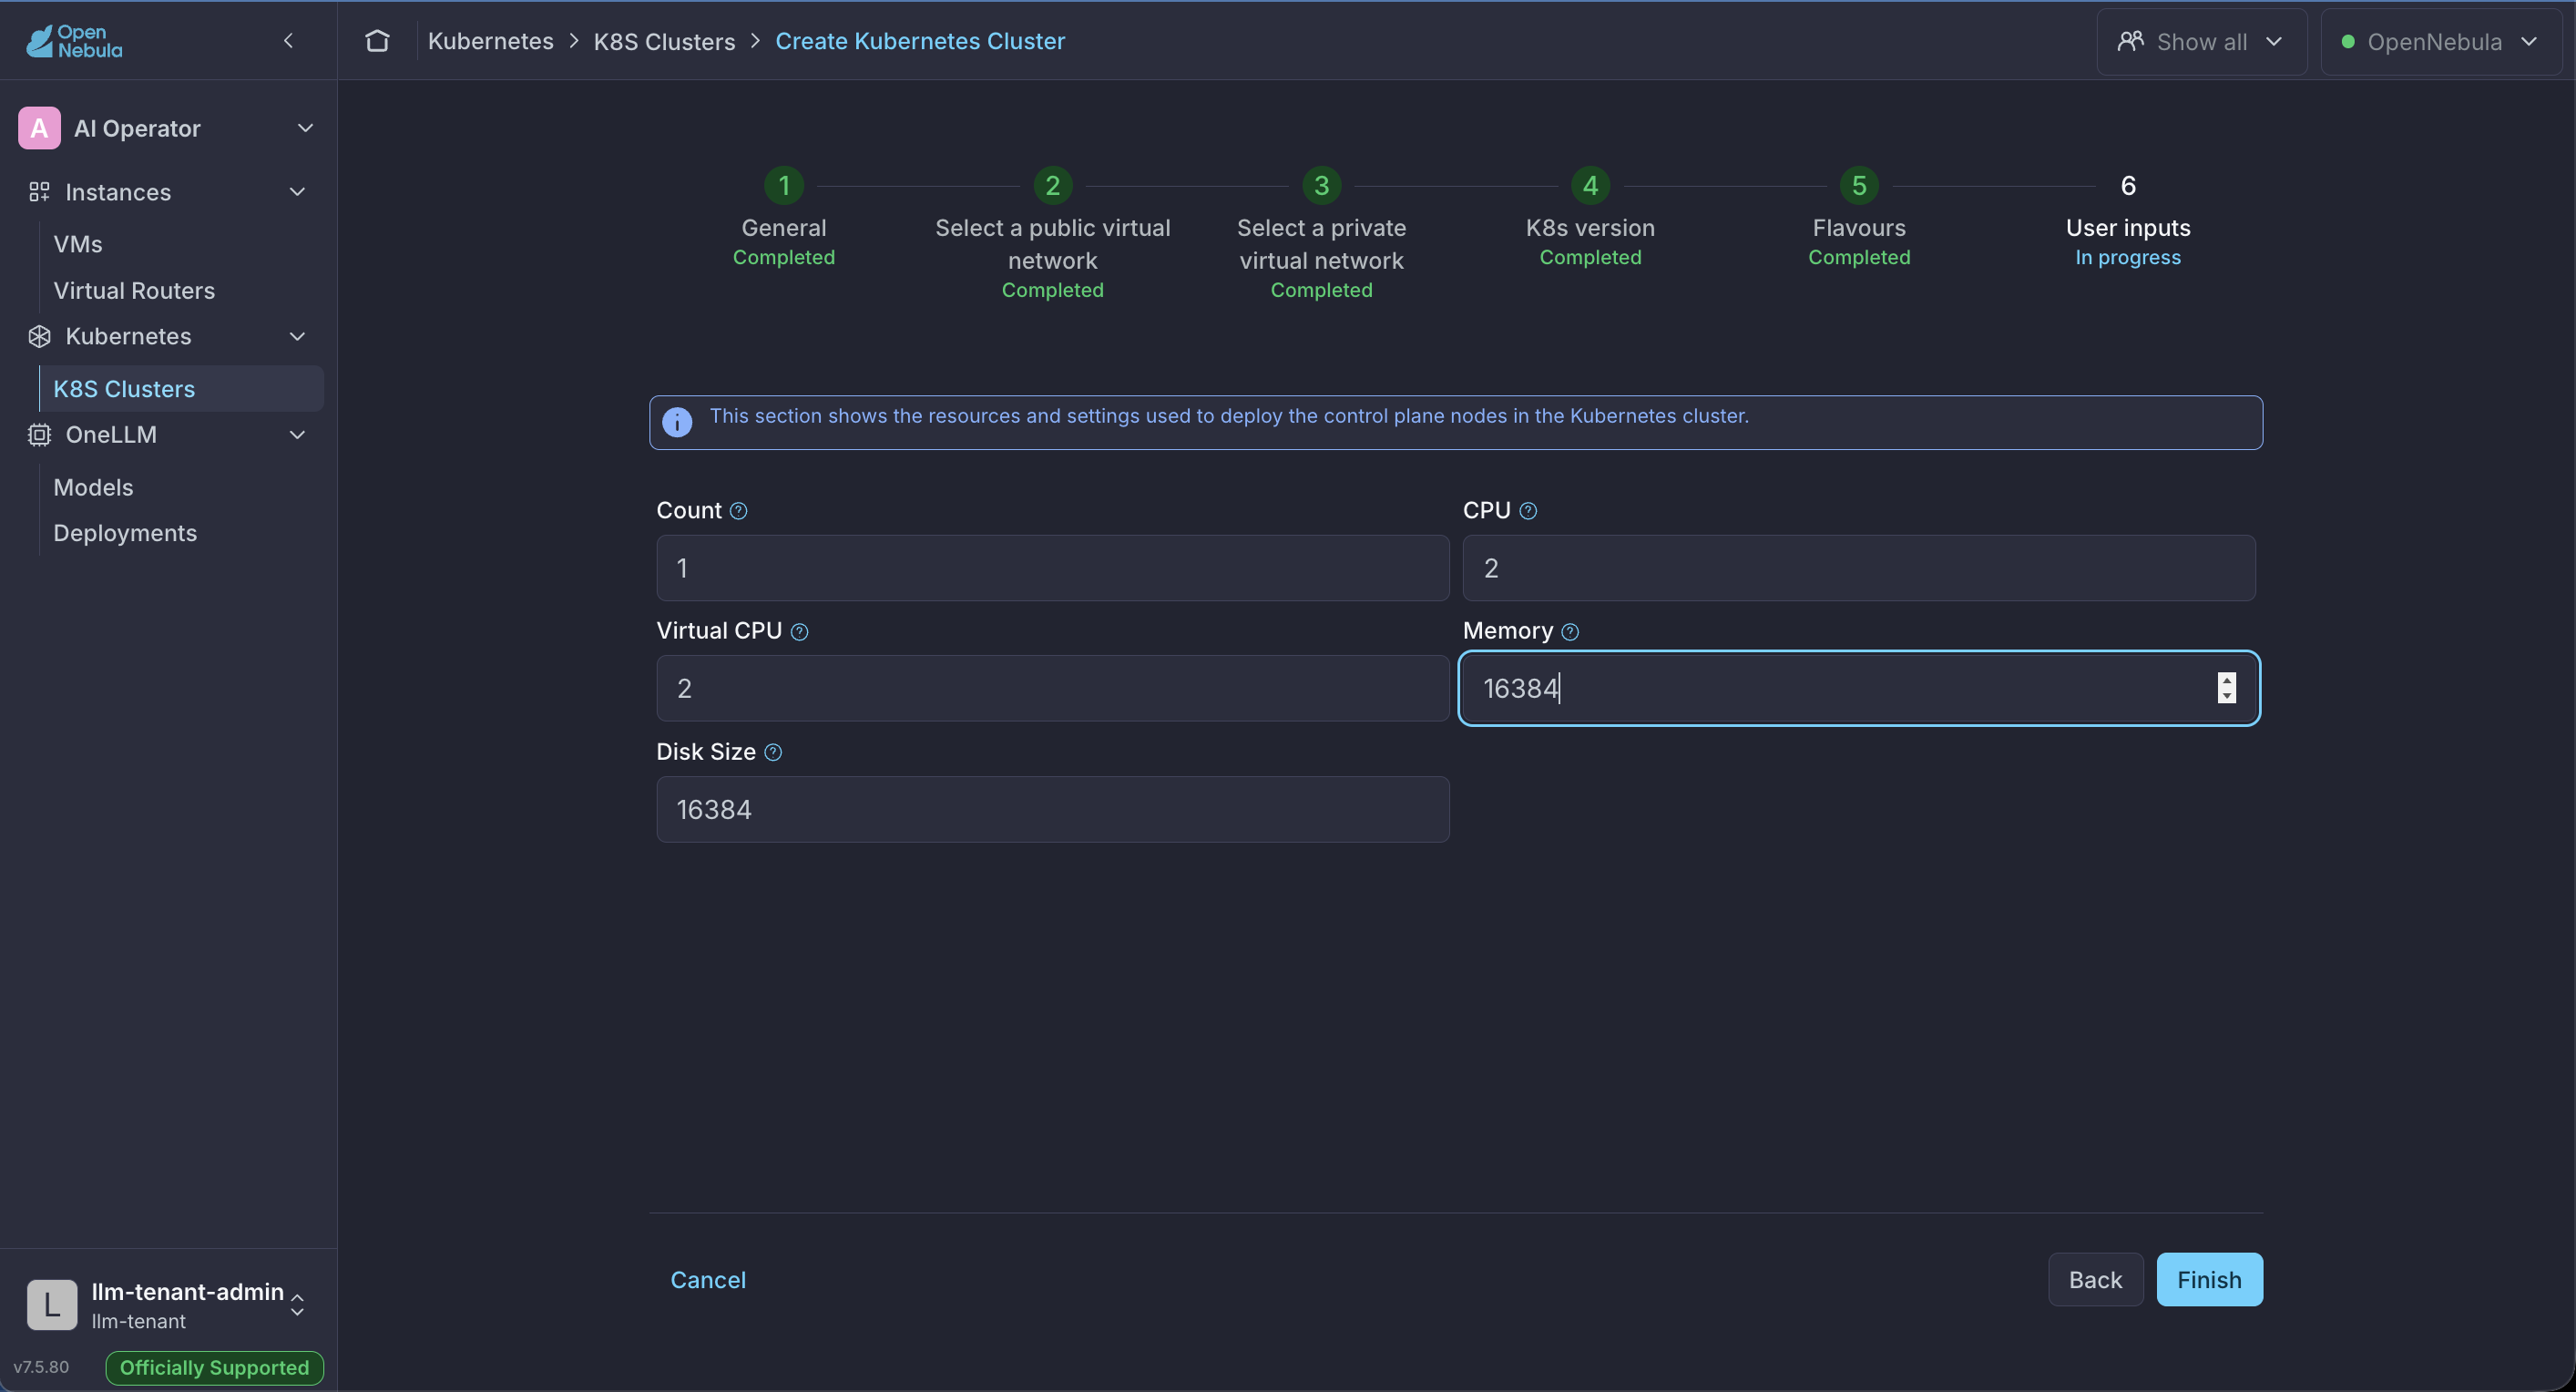 Open
Nebula
Kubernetes > K8S Clusters > Create Kubernetes Cluster
Show all
OpenNebula
A
AI Operator
Instances
VMs
Virtual Routers
Kubernetes
K8S Clusters
OneLLM
Models
Deployments
1
General
Completed
2
Select a public virtual
network
Completed
3
Select a private
virtual network
Completed
4
K8s version
Completed
5
Flavours
Completed
6
User inputs
In progress
This section shows the resources and settings used to deploy the control plane nodes in the Kubernetes cluster.
Count
1
CPU
2
Virtual CPU
2
Memory
16384
Disk Size
16384
Cancel
Back
Finish
L
llm-tenant-admin
llm-tenant
v7.5.80
Officially Supported